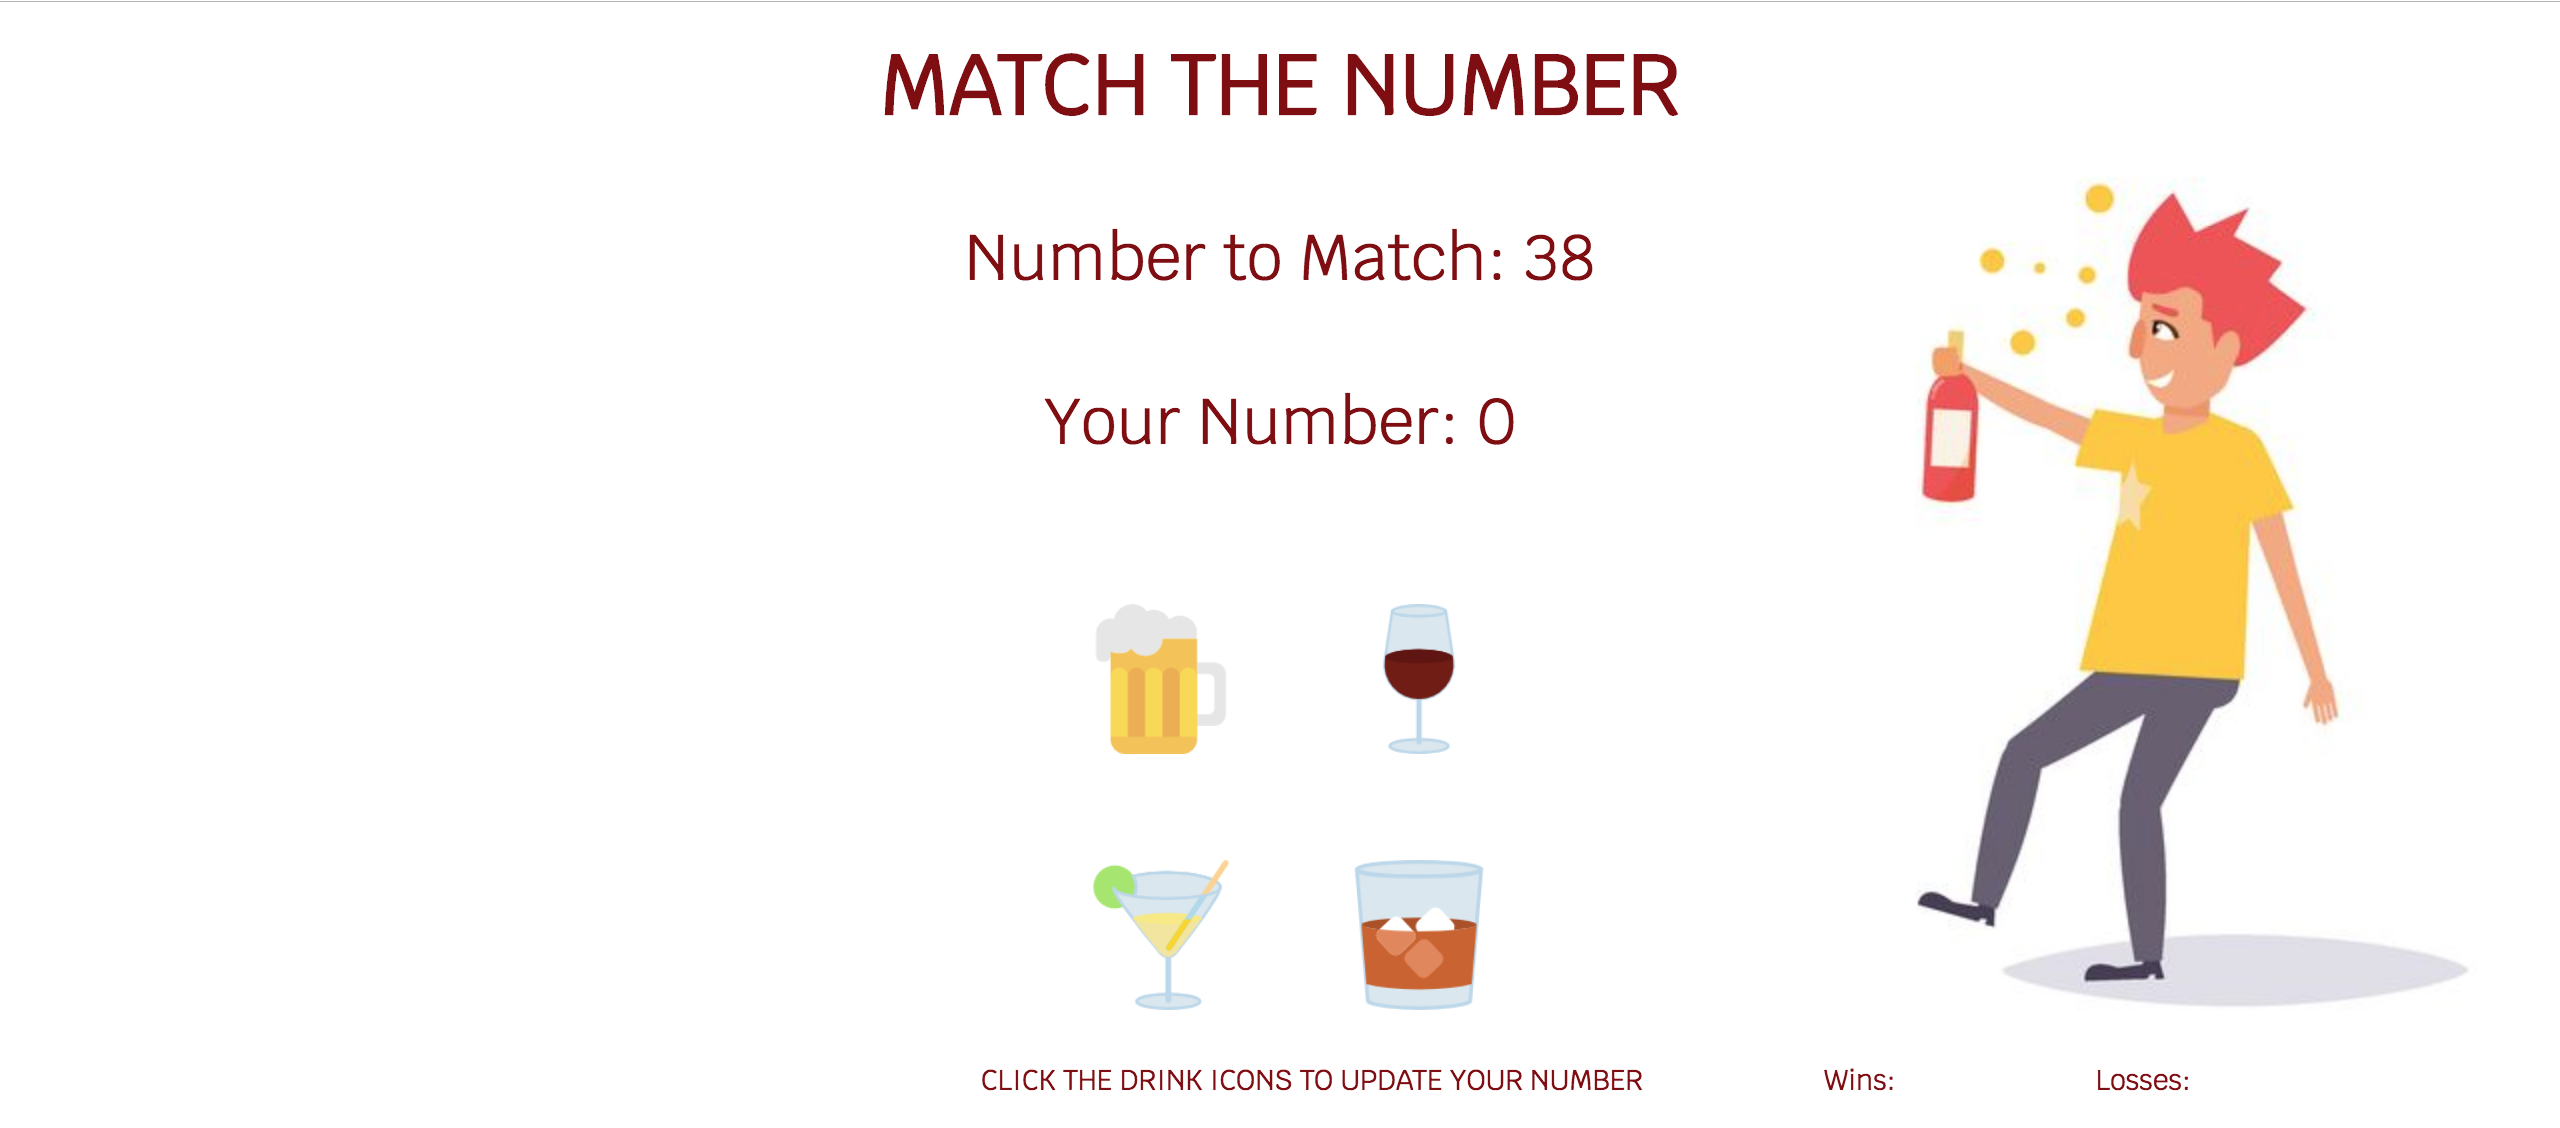 MATCH THE NUMBER
Number to Match: 38
Your Number: 0
CLICK THE DRINK ICONS TO UPDATE YOUR NUMBER
Wins:
Losses: